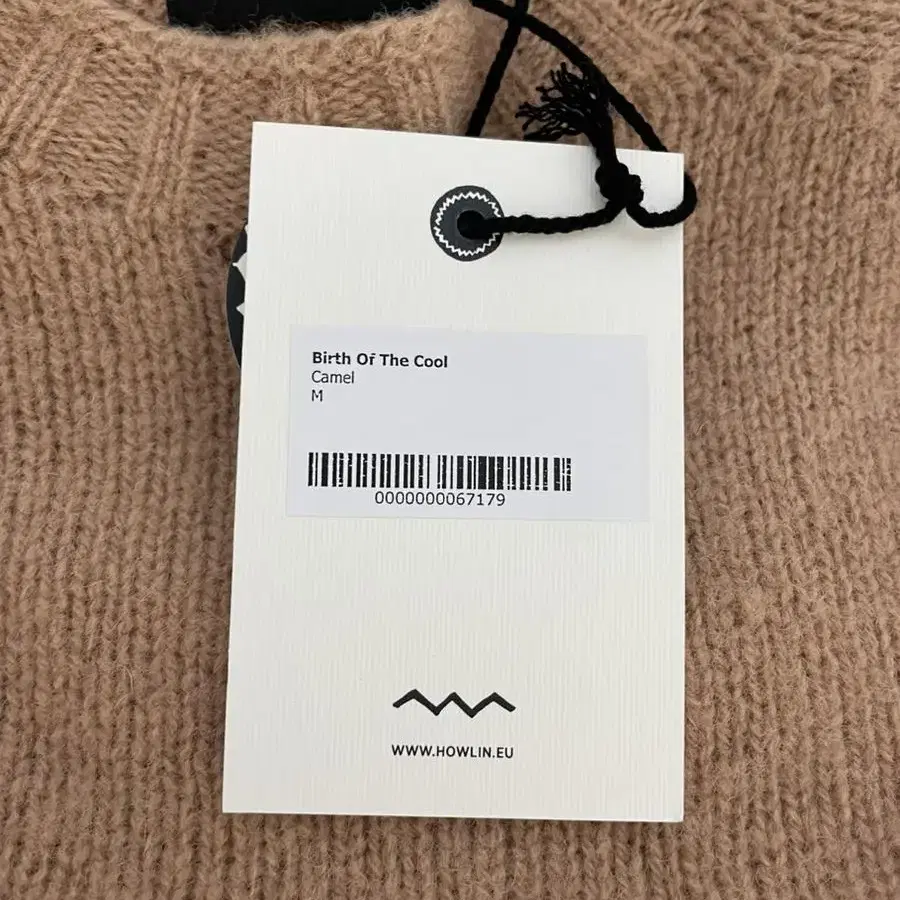 Birth Of The Cool
Camel
M
0000000067179
WWW.HOWLIN.EU